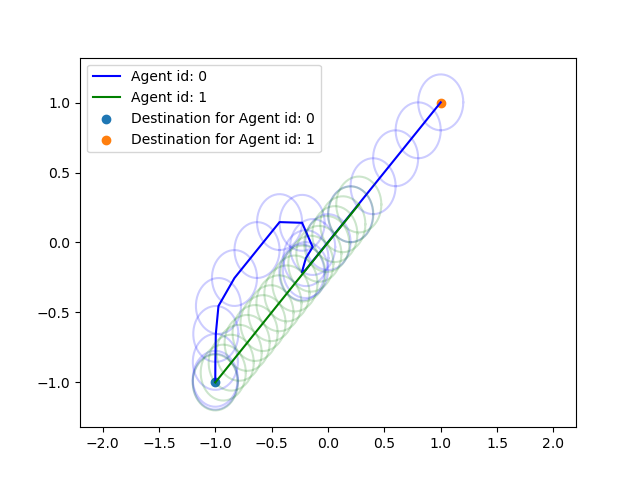 Agent id: 0
Agent id: 1
Destination for Agent id: 0
Destination for Agent id: 1
1.0
0.5
0.0
−0.5
−1.0
−2.0 −1.5 −1.0 −0.5 0.0 0.5 1.0 1.5 2.0